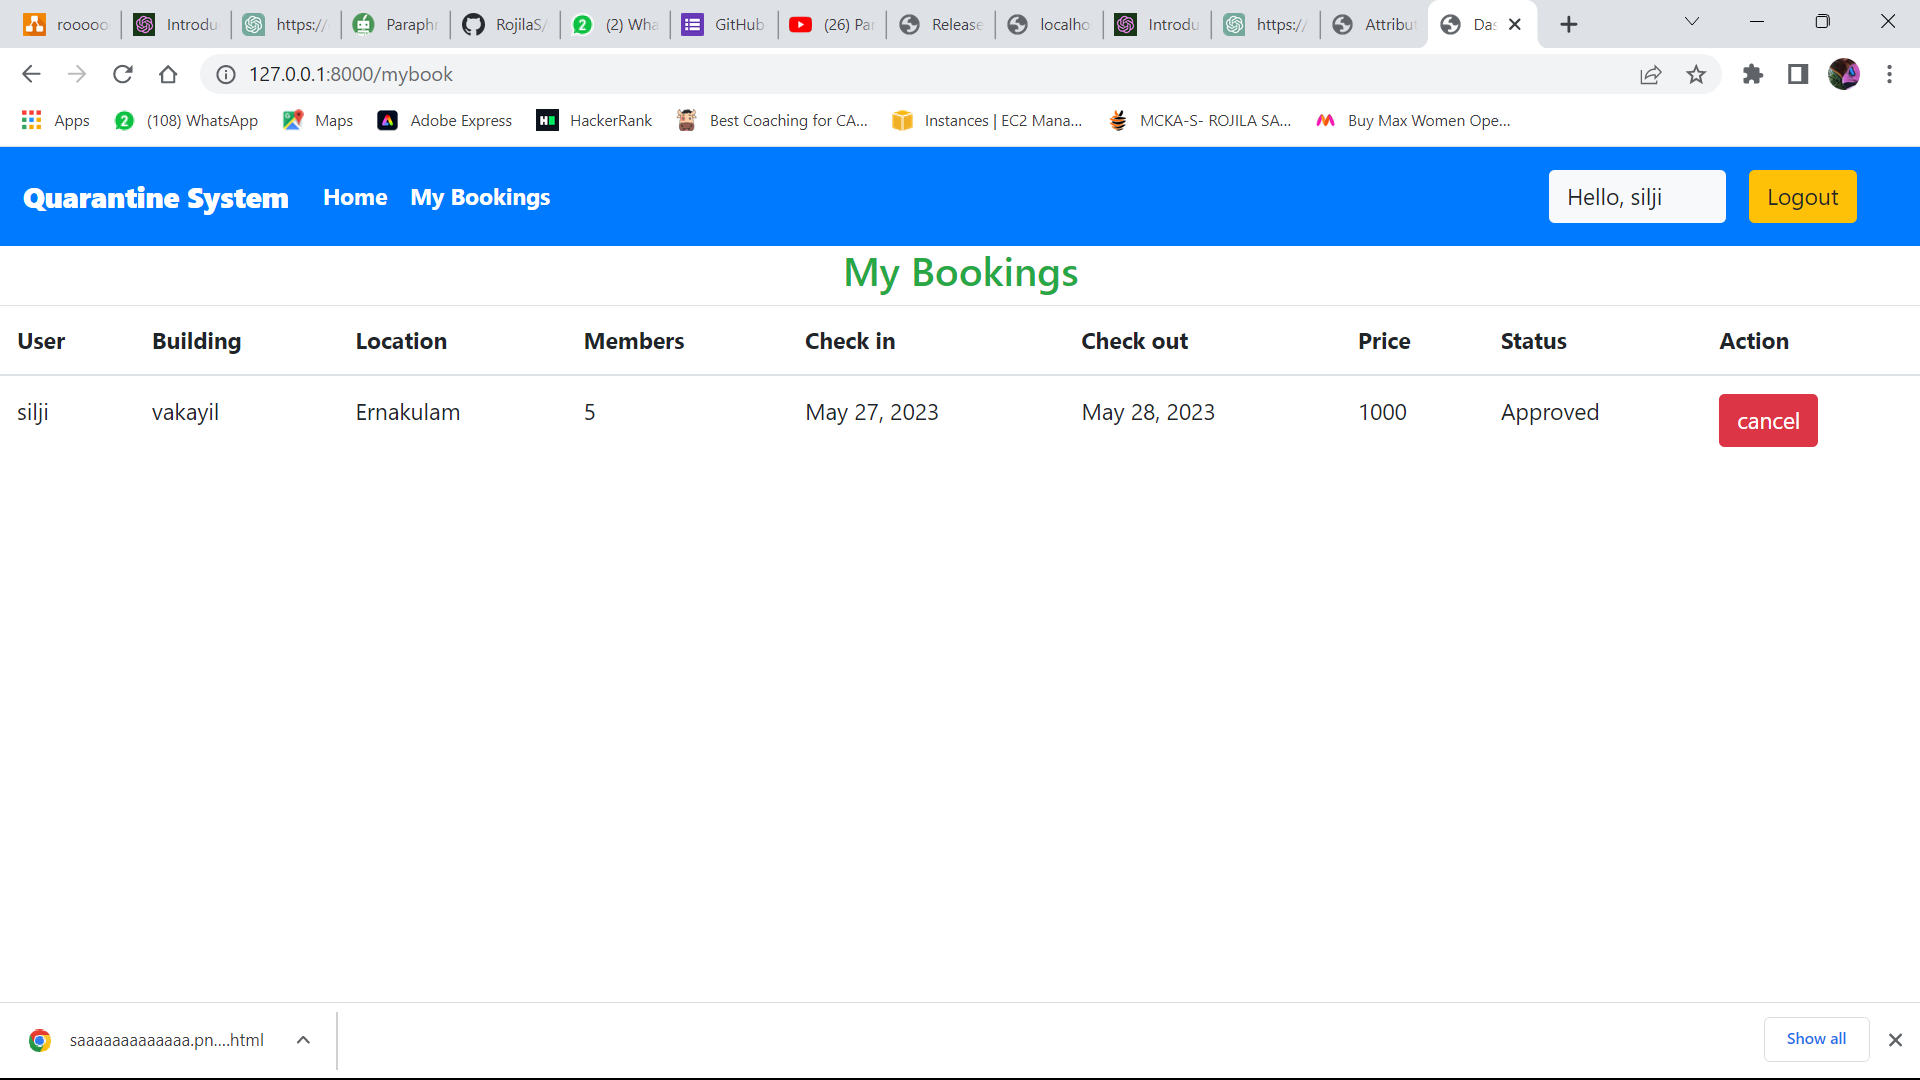 rooooo Introdu https:// Paraphr RojilaS/ (2) Wha GitHub (26) Par Release localho Introdu https:// Attribut Das
127.0.0.1:8000/mybook
Apps (108) WhatsApp Maps Adobe Express HackerRank Best Coaching for CA... Instances | EC2 Mana... MCKA-S- ROJILA SA... Buy Max Women Ope...
Quarantine System Home My Bookings Hello, silji Logout
My Bookings
User Building Location Members Check in Check out Price Status Action
silji vakayil Ernakulam 5 May 27, 2023 May 28, 2023 1000 Approved cancel
saaaaaaaaaaaaa.pn....html Show all